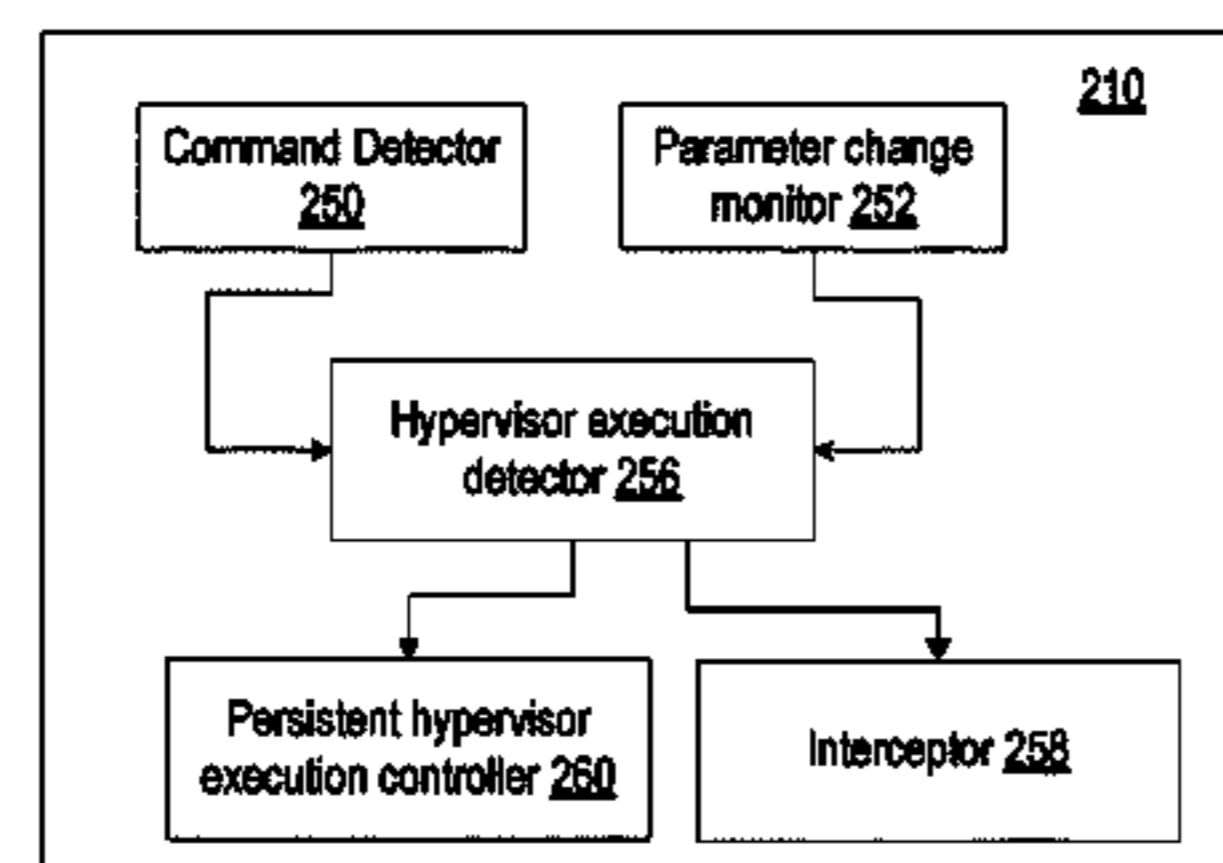 210
Command Detector
250
Parameter change
monitor 252
Hypervisor execution
detector 256
Persistent hypervisor
execution controller 260
Interceptor 258